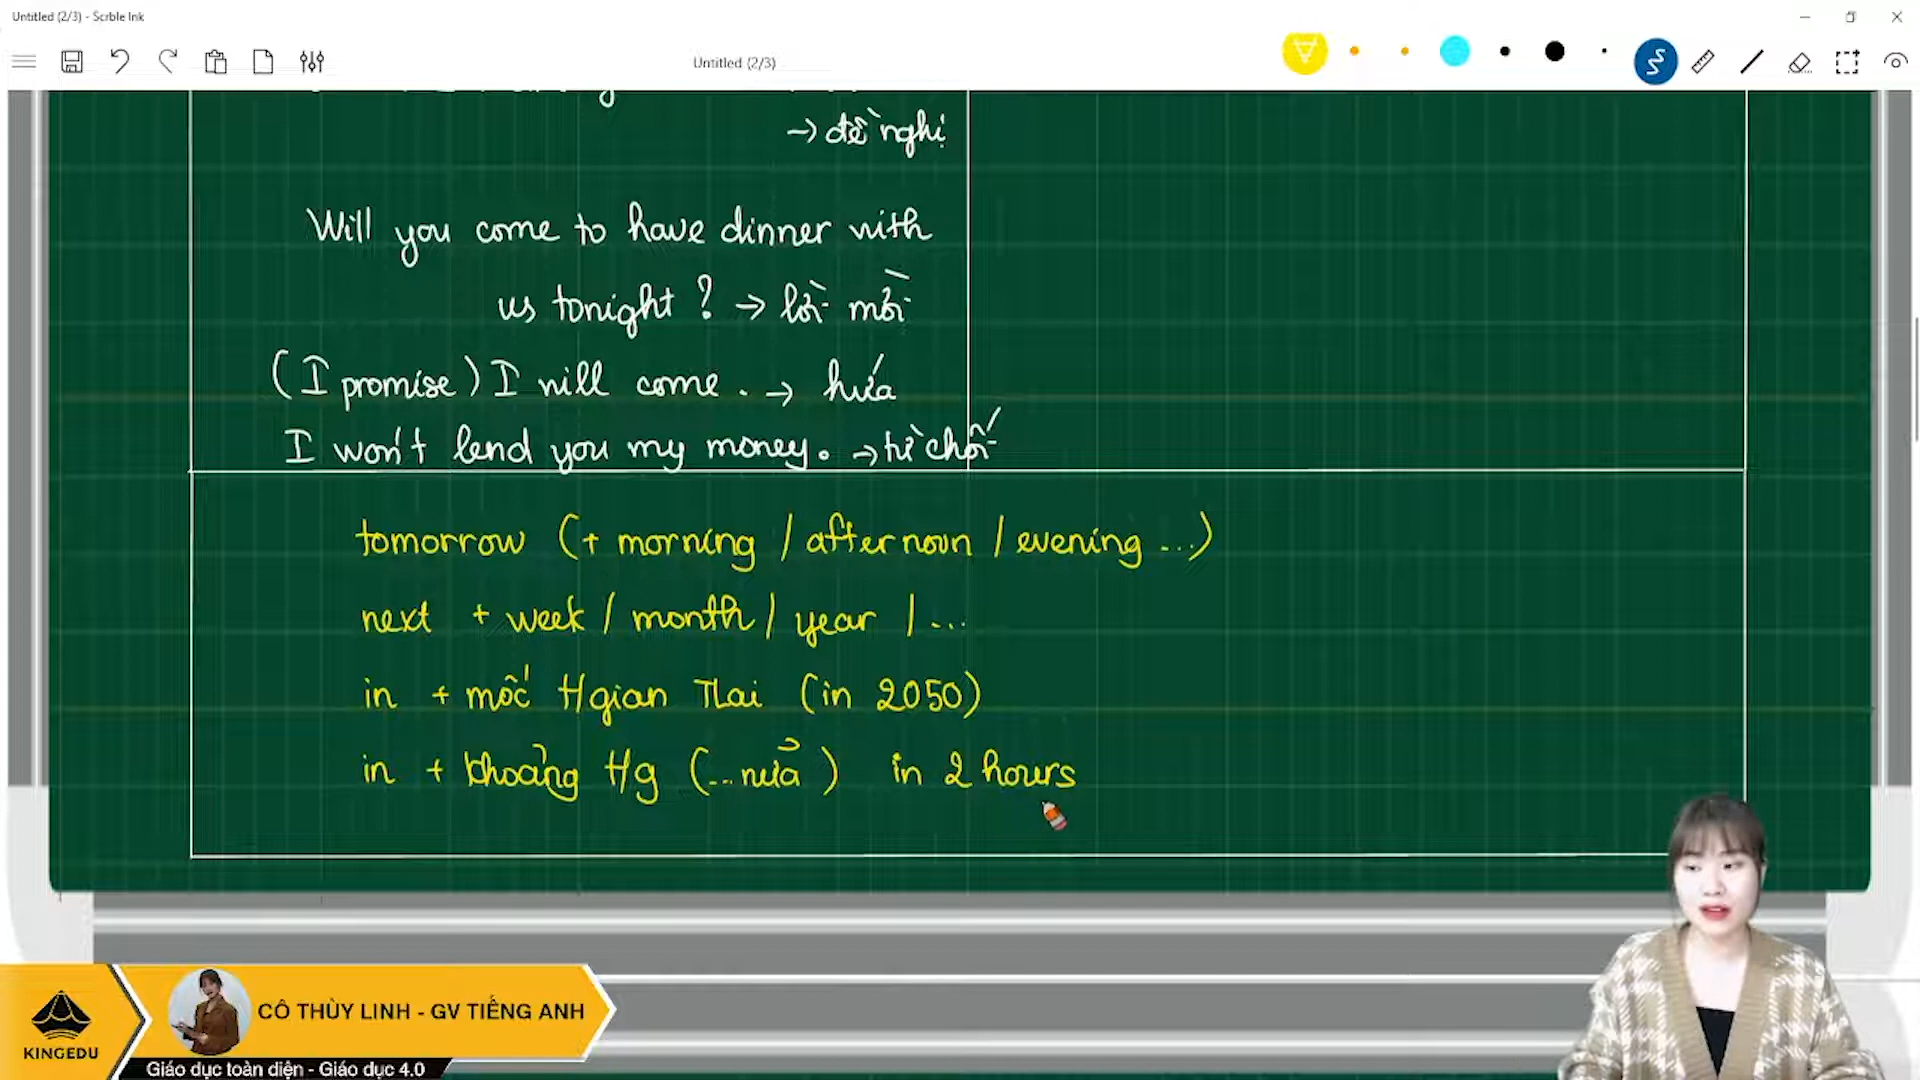 Untitled (2/3) - Scrble Ink
Untitled (2/3)
→ đề nghị
Will you come to have dinner with
us tonight ? → lời mời
(I promise) I will come . → hứa
I won't lend you my money. → từ chối
tomorrow (+ morning / afternoon / evening ...)
next + week / month / year / ...
in + mốc t/gian Tlai (in 2050)
in + khoảng t/g (... nữa) in 2 hours
KINGEDU
CÔ THÙY LINH - GV TIẾNG ANH
Giáo dục toàn diện - Giáo dục 4.0